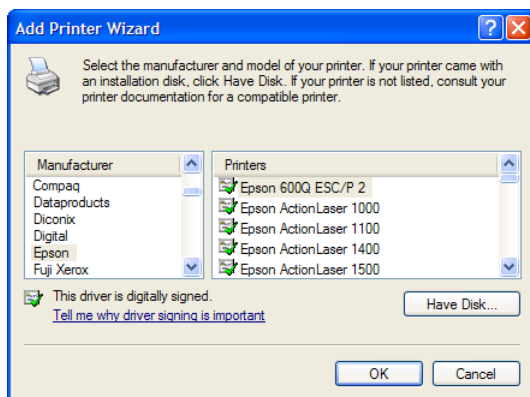 Add Printer Wizard
Select the manufacturer and model of your printer. If your printer came with
an installation disk, click Have Disk. If your printer is not listed, consult your
printer documentation for a compatible printer.
Manufacturer
Compaq
Dataproducts
Diconix
Digital
Epson
Fuji Xerox
Printers
Epson 600Q ESC/P 2
Epson ActionLaser 1000
Epson ActionLaser 1100
Epson ActionLaser 1400
Epson ActionLaser 1500
This driver is digitally signed.
Tell me why driver signing is important
Have Disk...
OK
Cancel